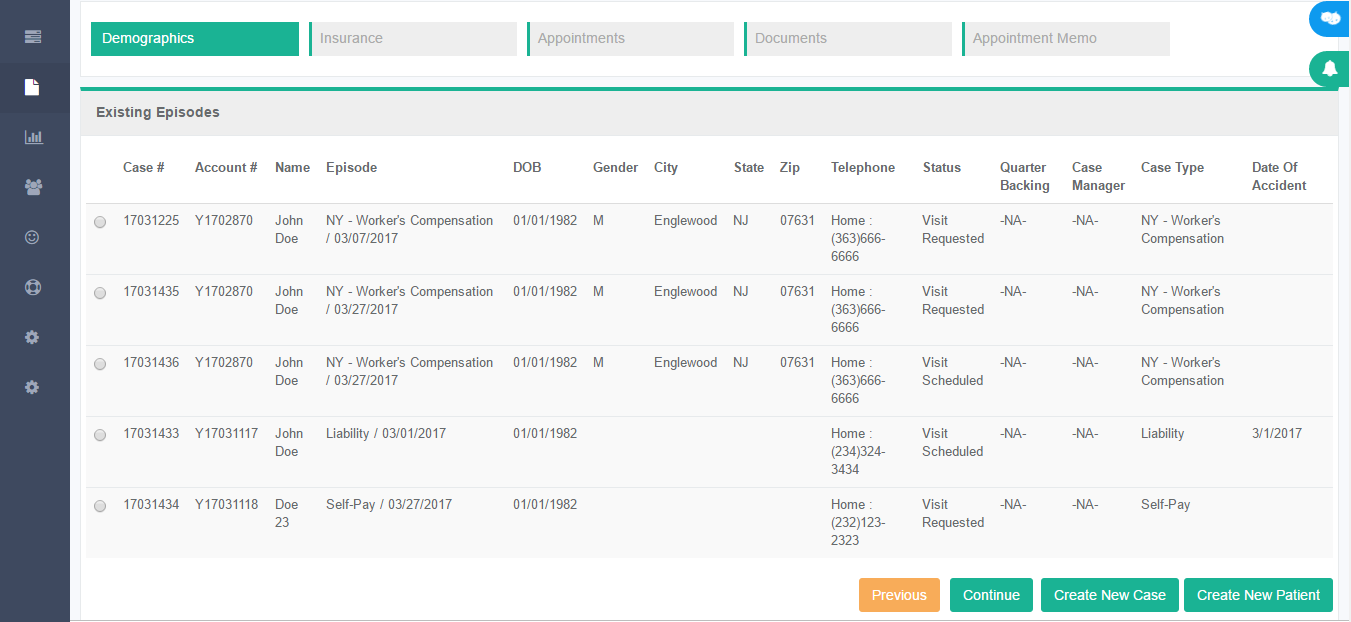 Demographics Insurance Appointments Documents Appointment Memo
Existing Episodes
Case # Account # Name Episode DOB Gender City State Zip Telephone Status Quarter Backing Case Manager Case Type Date Of Accident
17031225 Y1702870 John Doe NY - Worker's Compensation / 03/07/2017 01/01/1982 M Englewood NJ 07631 Home : (363)666-6666 Visit Requested -NA- -NA- NY - Worker's Compensation
17031435 Y1702870 John Doe NY - Worker's Compensation / 03/27/2017 01/01/1982 M Englewood NJ 07631 Home : (363)666-6666 Visit Requested -NA- -NA- NY - Worker's Compensation
17031436 Y1702870 John Doe NY - Worker's Compensation / 03/27/2017 01/01/1982 M Englewood NJ 07631 Home : (363)666-6666 Visit Scheduled -NA- -NA- NY - Worker's Compensation
17031433 Y17031117 John Doe Liability / 03/01/2017 01/01/1982 Home : (234)324-3434 Visit Scheduled -NA- -NA- Liability 3/1/2017
17031434 Y17031118 Doe 23 Self-Pay / 03/27/2017 01/01/1982 Home : (232)123-2323 Visit Requested -NA- -NA- Self-Pay
Previous Continue Create New Case Create New Patient